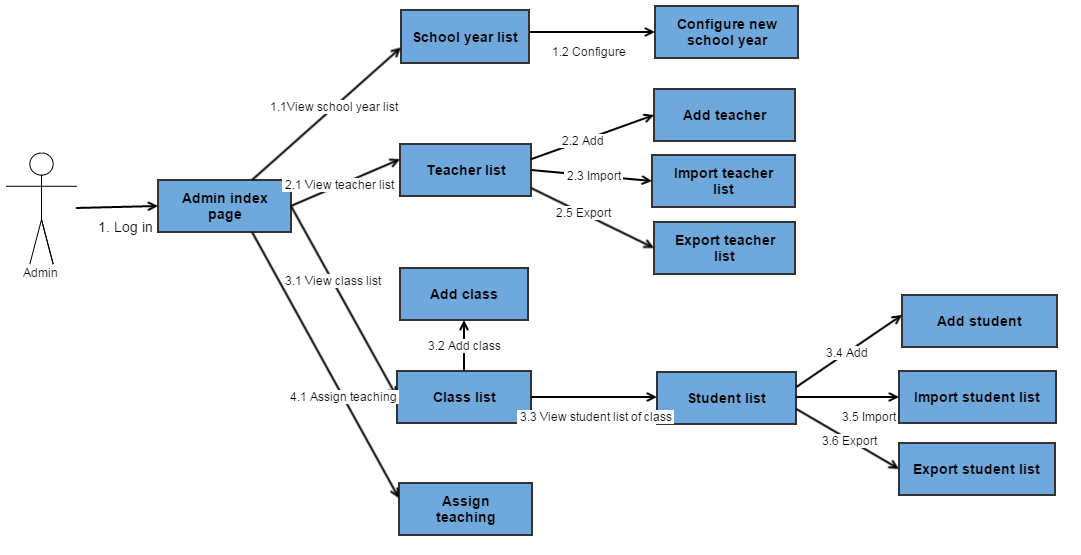 School year list
Configure new
school year
1.2 Configure
1.1View school year list
Add teacher
2.2 Add
Teacher list
2.3 Import
Import teacher
list
2.1 View teacher list
Admin index
page
2.5 Export
1. Log in
Export teacher
list
Admin
3.1 View class list
Add class
Add student
3.2 Add class
3.4 Add
4.1 Assign teaching
Class list
Student list
Import student list
3.3 View student list of class
3.5 Import
3.6 Export
Export student list
Assign
teaching